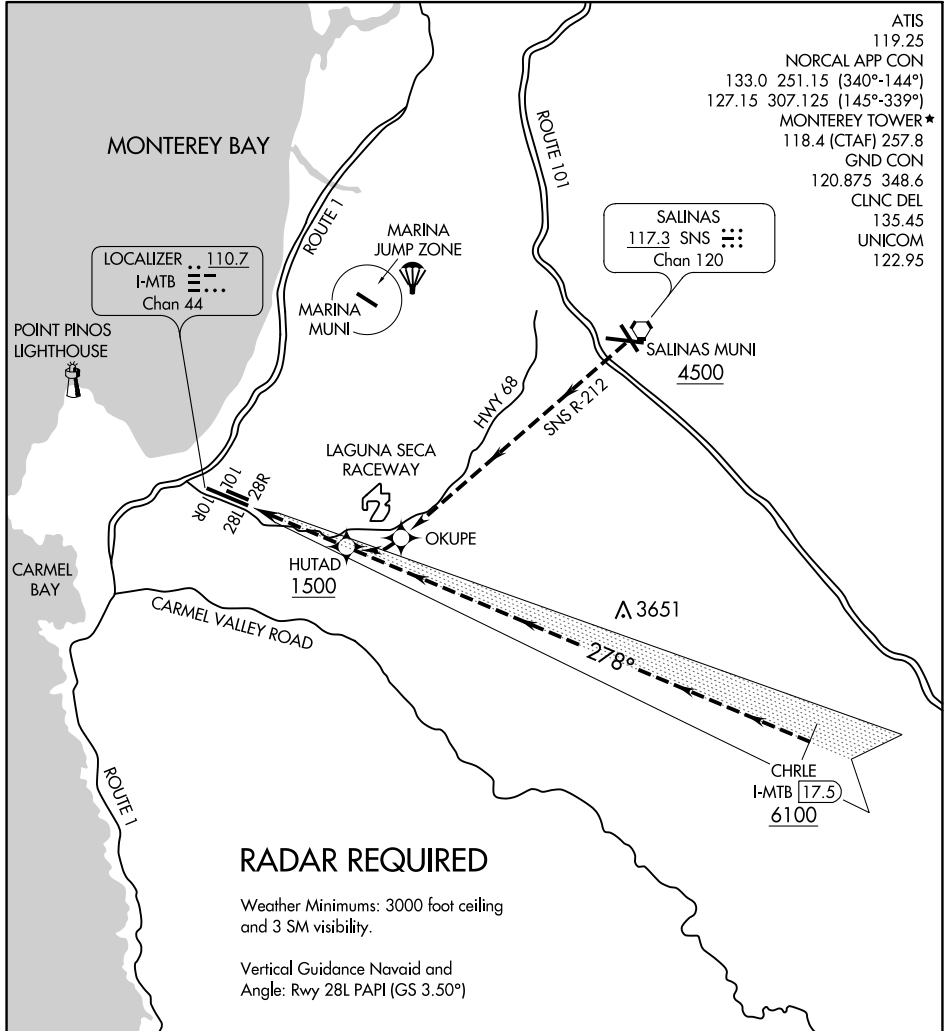 ATIS
119.25
NORCAL APP CON
133.0 251.15 (340°-144°)
127.15 307.125 (145°-339°)
MONTEREY TOWER★
118.4 (CTAF) 257.8
GND CON
120.875 348.6
CLNC DEL
135.45
UNICOM
122.95
MONTEREY BAY
ROUTE 1
ROUTE 101
MARINA
JUMP ZONE
MARINA
MUNI
SALINAS
117.3 SNS
Chan 120
LOCALIZER 110.7
I-MTB
Chan 44
POINT PINOS
LIGHTHOUSE
SALINAS MUNI
4500
SNS R-212
HWY 68
LAGUNA SECA
RACEWAY
10L
28R
10R
28L
OKUPE
HUTAD
1500
CARMEL
BAY
CARMEL VALLEY ROAD
3651
278°
CHRLE
I-MTB 17.5
6100
ROUTE 1
RADAR REQUIRED
Weather Minimums: 3000 foot ceiling
and 3 SM visibility.
Vertical Guidance Navaid and
Angle: Rwy 28L PAPI (GS 3.50°)